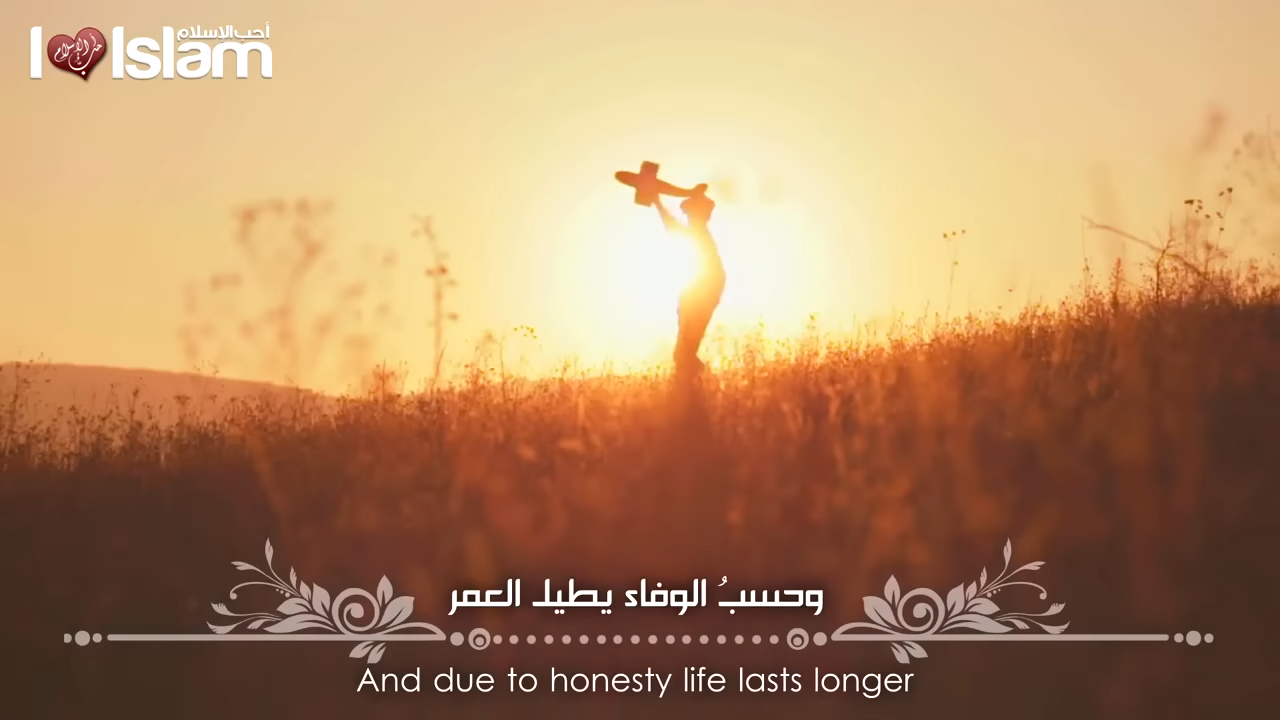 أحب الإسلام
I Islam
وحسبُ الوفاء يطيل العمر
And due to honesty life lasts longer